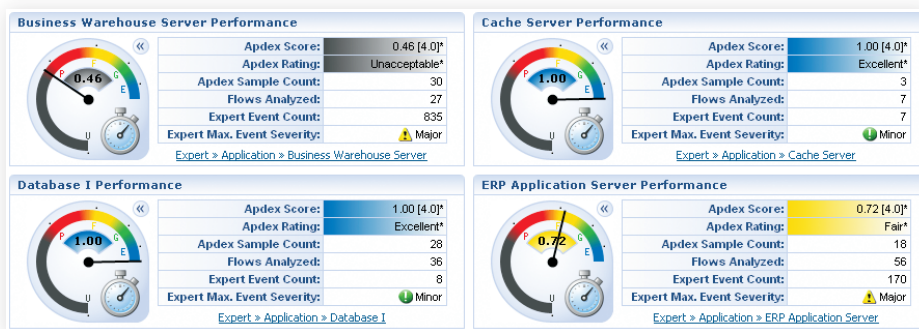 Business Warehouse Server Performance
P F G E U
0.46
Apdex Score: 0.46 [4.0]*
Apdex Rating: Unacceptable*
Apdex Sample Count: 30
Flows Analyzed: 27
Expert Event Count: 835
Expert Max. Event Severity: Major
Expert » Application » Business Warehouse Server
Cache Server Performance
P F G E U
1.00
Apdex Score: 1.00 [4.0]*
Apdex Rating: Excellent*
Apdex Sample Count: 3
Flows Analyzed: 7
Expert Event Count: 7
Expert Max. Event Severity: Minor
Expert » Application » Cache Server
Database I Performance
P F G E U
1.00
Apdex Score: 1.00 [4.0]*
Apdex Rating: Excellent*
Apdex Sample Count: 28
Flows Analyzed: 36
Expert Event Count: 8
Expert Max. Event Severity: Minor
Expert » Application » Database I
ERP Application Server Performance
P F G E U
0.72
Apdex Score: 0.72 [4.0]*
Apdex Rating: Fair*
Apdex Sample Count: 18
Flows Analyzed: 56
Expert Event Count: 170
Expert Max. Event Severity: Major
Expert » Application » ERP Application Server